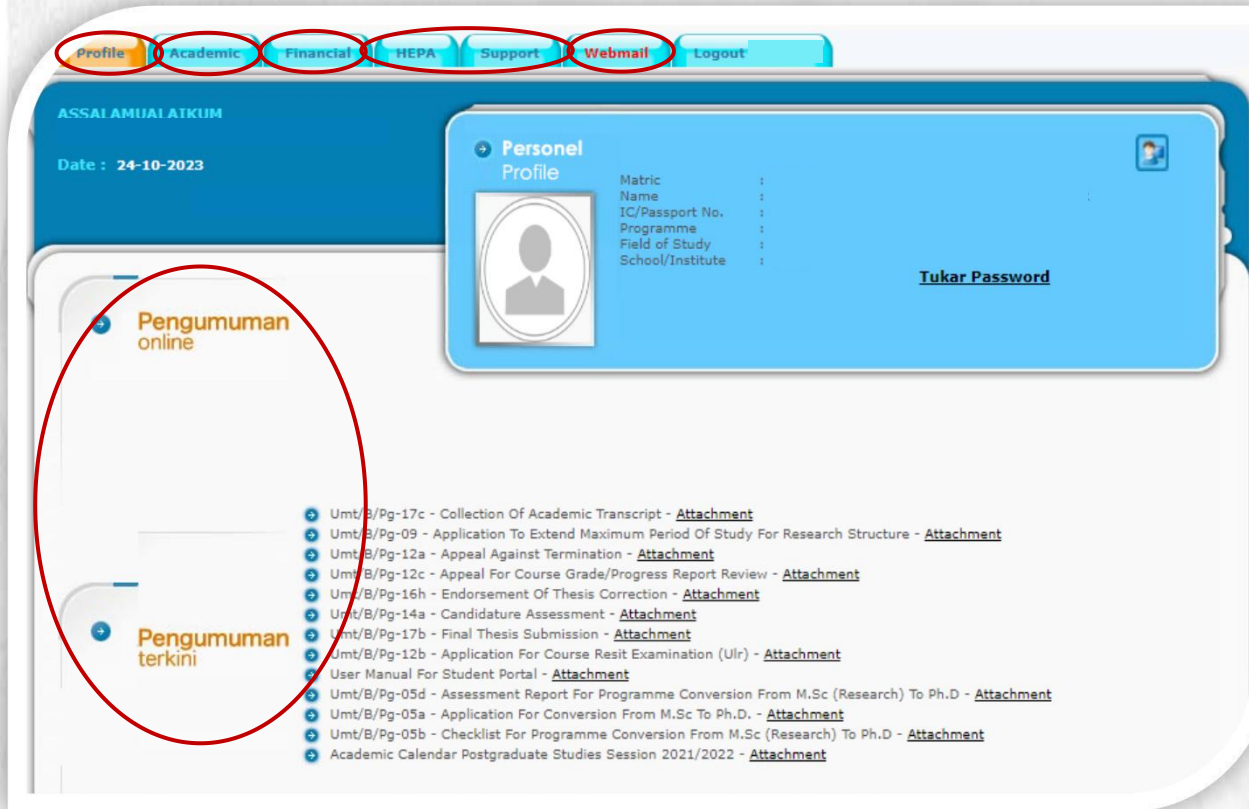 Profile
Academic
Financial
HEPA
Support
Webmail
Logout
ASSALAMUALAIKUM
Date : 24-10-2023
Personel
Profile
Matric :
Name :
IC/Passport No. :
Programme :
Field of Study :
School/Institute :
Tukar Password
Pengumuman
online
Pengumuman
terkini
Umt/B/Pg-17c - Collection Of Academic Transcript - Attachment
Umt/B/Pg-09 - Application To Extend Maximum Period Of Study For Research Structure - Attachment
Umt/B/Pg-12a - Appeal Against Termination - Attachment
Umt/B/Pg-12c - Appeal For Course Grade/Progress Report Review - Attachment
Umt/B/Pg-16h - Endorsement Of Thesis Correction - Attachment
Umt/B/Pg-14a - Candidature Assessment - Attachment
Umt/B/Pg-17b - Final Thesis Submission - Attachment
Umt/B/Pg-12b - Application For Course Resit Examination (Ulr) - Attachment
User Manual For Student Portal - Attachment
Umt/B/Pg-05d - Assessment Report For Programme Conversion From M.Sc (Research) To Ph.D - Attachment
Umt/B/Pg-05a - Application For Conversion From M.Sc To Ph.D. - Attachment
Umt/B/Pg-05b - Checklist For Programme Conversion From M.Sc (Research) To Ph.D - Attachment
Academic Calendar Postgraduate Studies Session 2021/2022 - Attachment